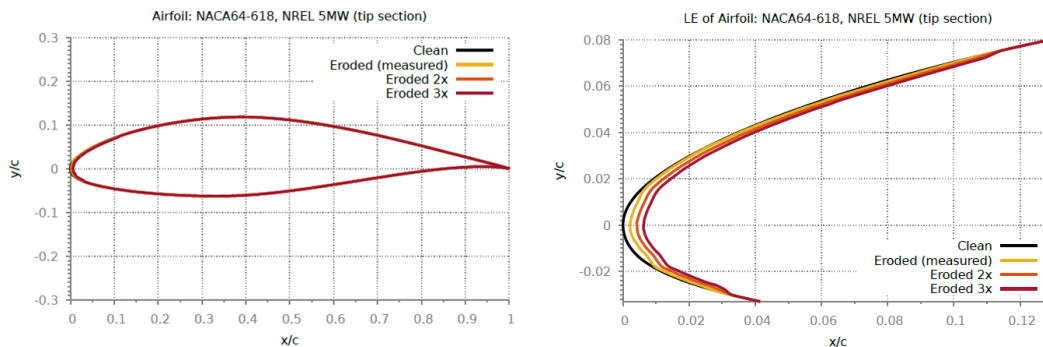 Airfoil: NACA64-618, NREL 5MW (tip section)
0.3
0.2
0.1
0
-0.1
-0.2
-0.3
y/c
Clean
Eroded (measured)
Eroded 2x
Eroded 3x
0 0.1 0.2 0.3 0.4 0.5 0.6 0.7 0.8 0.9 1
x/c
LE of Airfoil: NACA64-618, NREL 5MW (tip section)
0.08
0.06
0.04
0.02
0
-0.02
y/c
Clean
Eroded (measured)
Eroded 2x
Eroded 3x
0 0.02 0.04 0.06 0.08 0.1 0.12
x/c